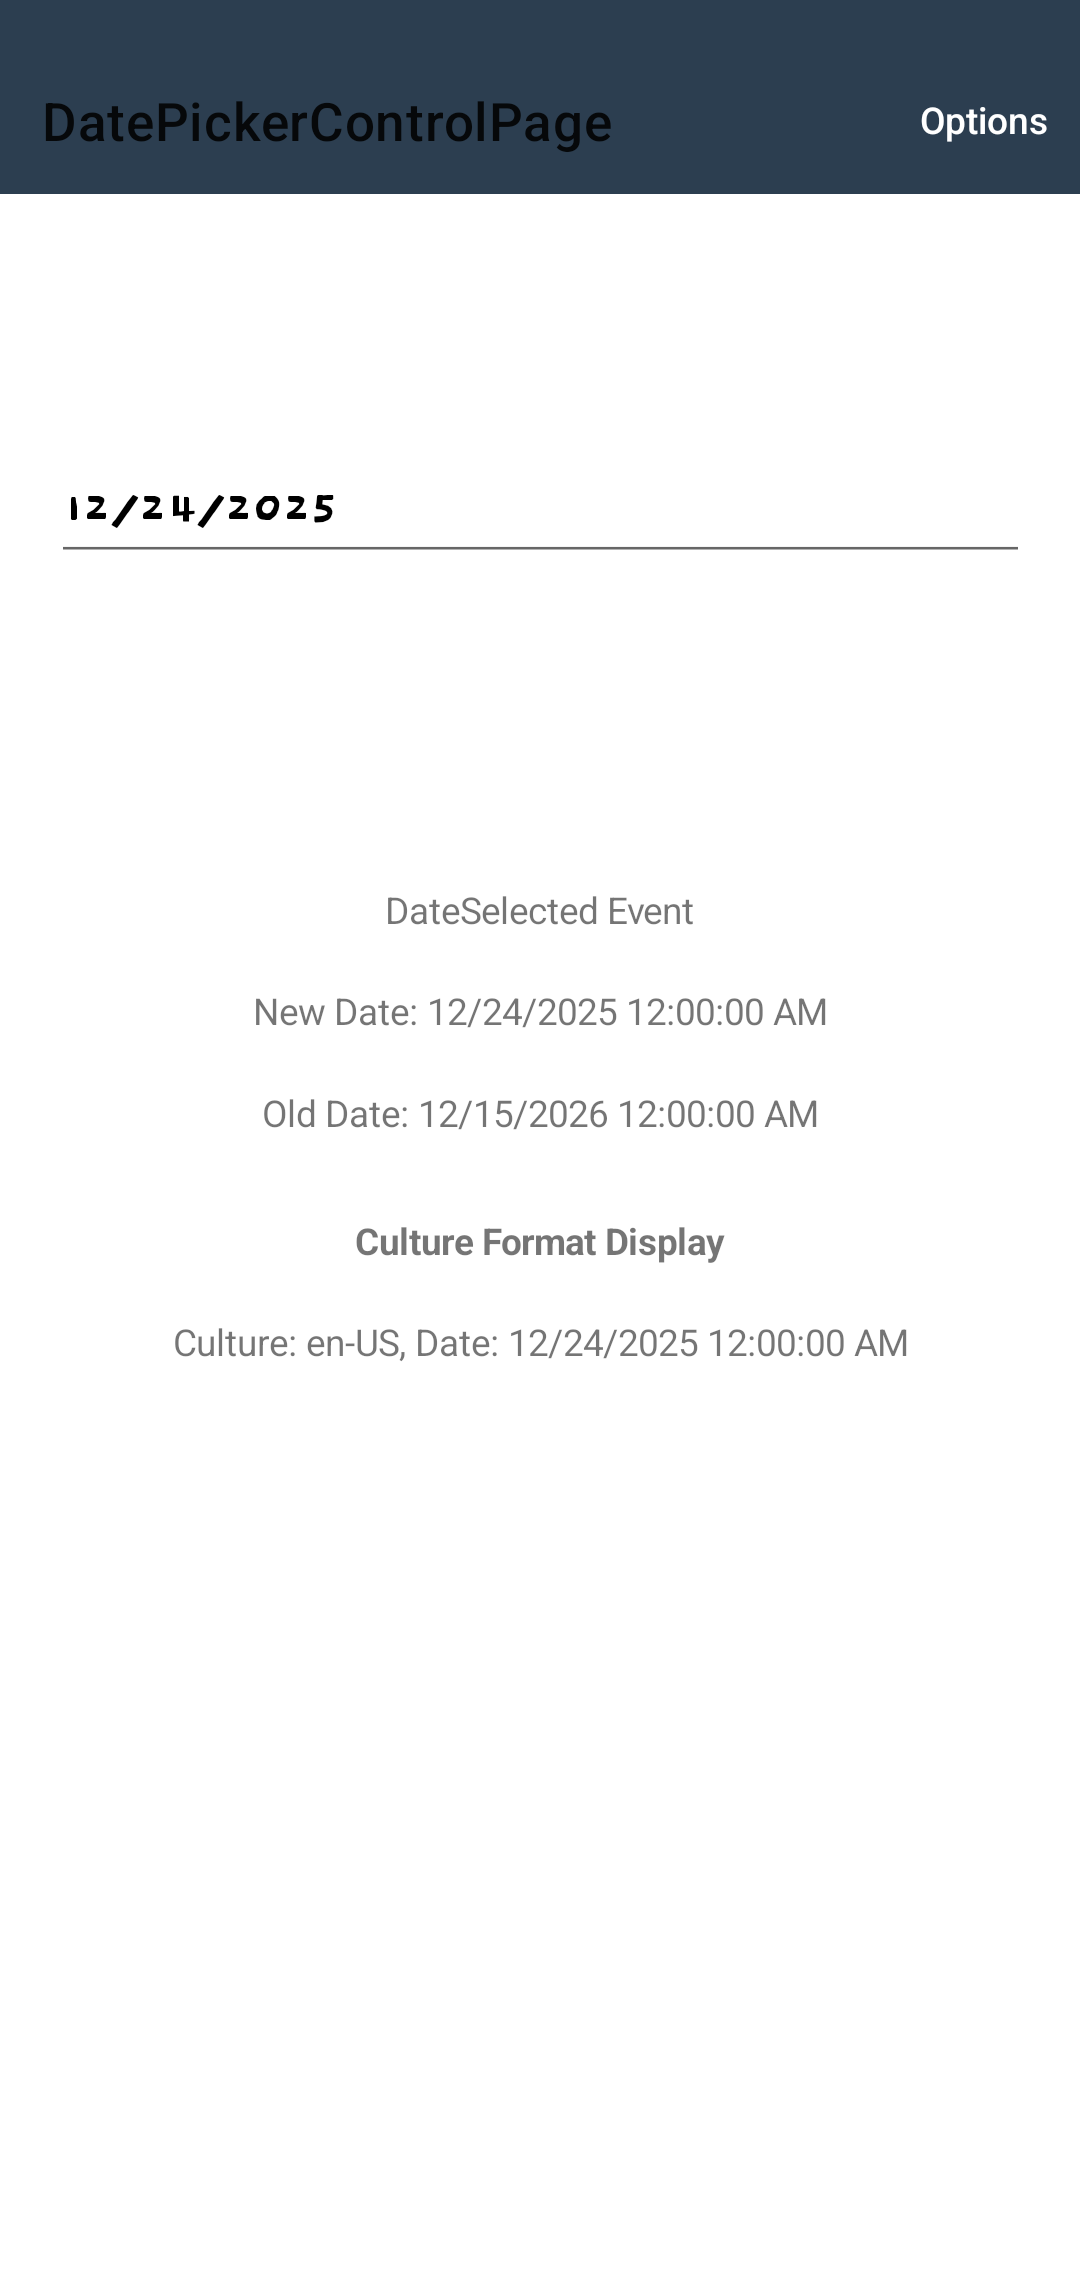 DatePickerControlPage
Options
12/24/2025
DateSelected Event
New Date: 12/24/2025 12:00:00 AM
Old Date: 12/15/2026 12:00:00 AM
Culture Format Display
Culture: en-US, Date: 12/24/2025 12:00:00 AM